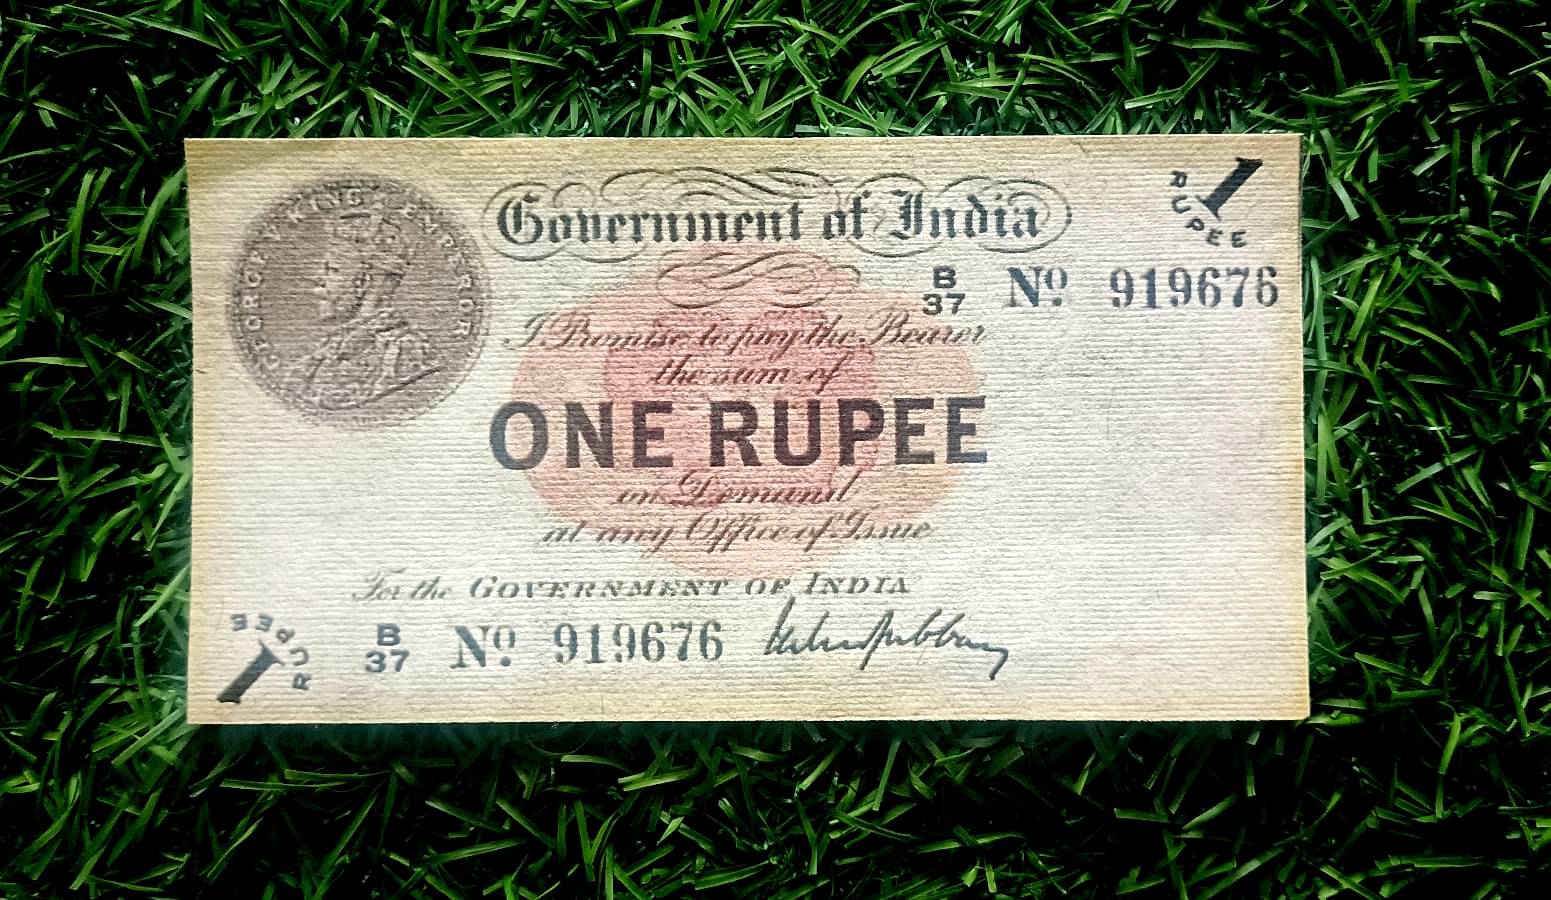 GEORGE V KING EMPEROR
Government of India
1 RUPEE
B
37 Nº 919676
I Promise to pay the Bearer
the sum of
ONE RUPEE
on Demand
at any Office of Issue
For the GOVERNMENT OF INDIA
1 RUPEE
B
37 Nº 919676